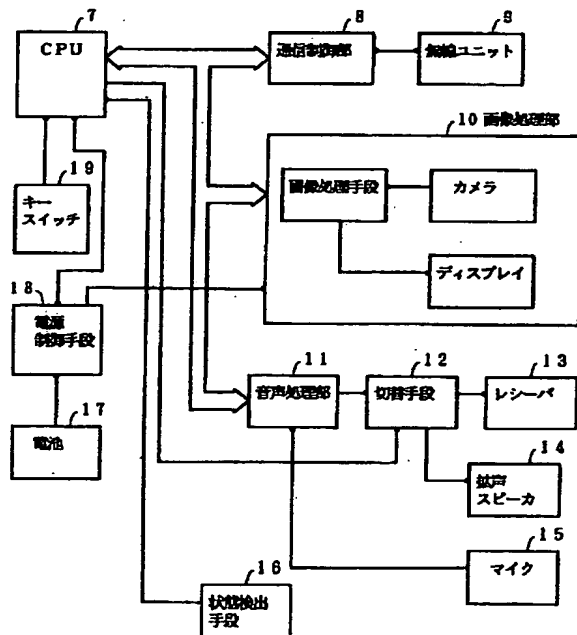 7
CPU
8
通信制御部
9
無線ユニット
10 画像処理部
画像処理手段
カメラ
ディスプレイ
19
キー
スイッチ
18
電源
制御手段
17
電池
11
音声処理部
12
切替手段
13
レシーバ
14
拡声
スピーカ
15
マイク
16
状態検出
手段